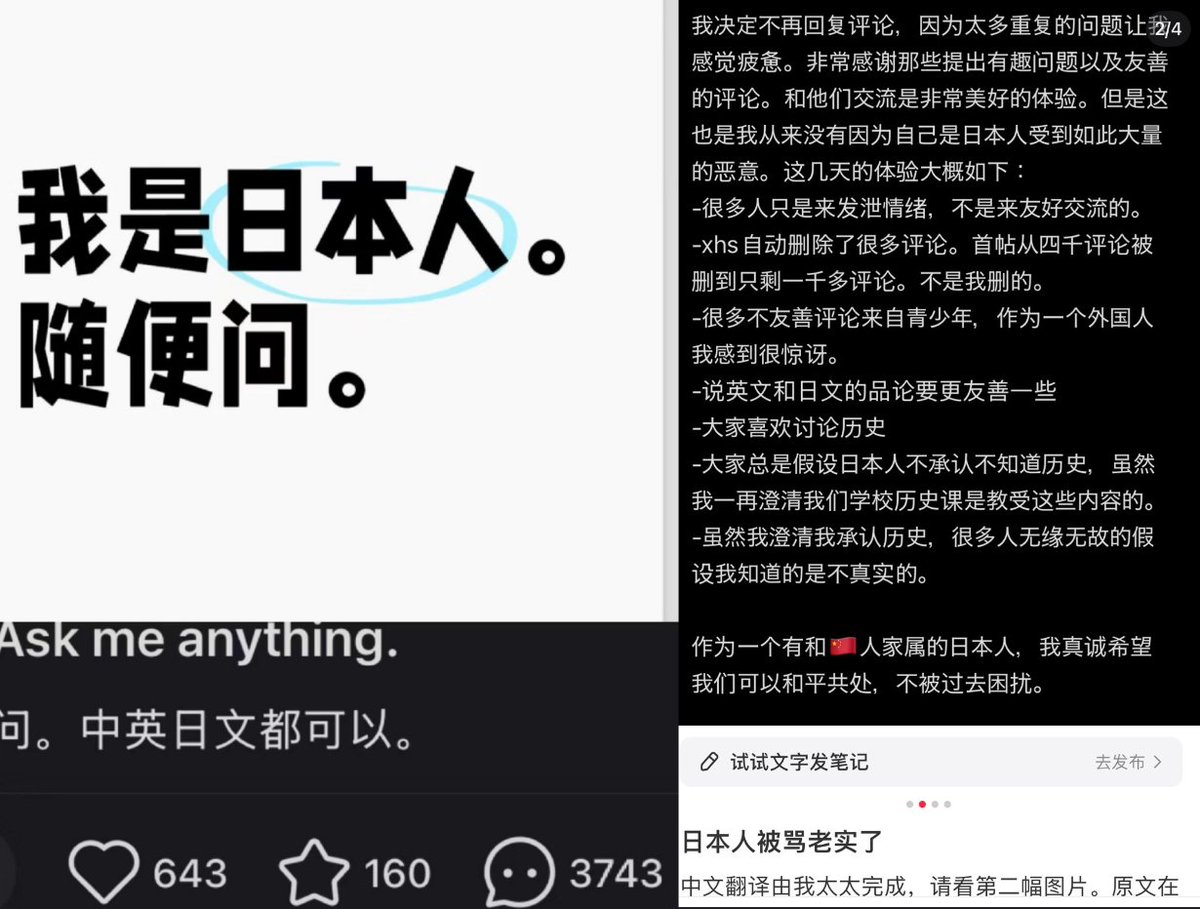 我是日本人。
随便问。
Ask me anything.
问。中英日文都可以。
643
160
3743
2/4
我决定不再回复评论，因为太多重复的问题让我
感觉疲惫。非常感谢那些提出有趣问题以及友善
的评论。和他们交流是非常美好的体验。但是这
也是我从来没有因为自己是日本人受到如此大量
的恶意。这几天的体验大概如下：
-很多人只是来发泄情绪，不是来友好交流的。
-xhs自动删除了很多评论。首帖从四千评论被
删到只剩一千多评论。不是我删的。
-很多不友善评论来自青少年，作为一个外国人
我感到很惊讶。
-说英文和日文的品论要更友善一些
-大家喜欢讨论历史
-大家总是假设日本人不承认不知道历史，虽然
我一再澄清我们学校历史课是教受这些内容的。
-虽然我澄清我承认历史，很多人无缘无故的假
设我知道的是不真实的。
作为一个有和🇨🇳人家属的日本人，我真诚希望
我们可以和平共处，不被过去困扰。
试试文字发笔记
去发布
日本人被骂老实了
中文翻译由我太太完成，请看第二幅图片。原文在